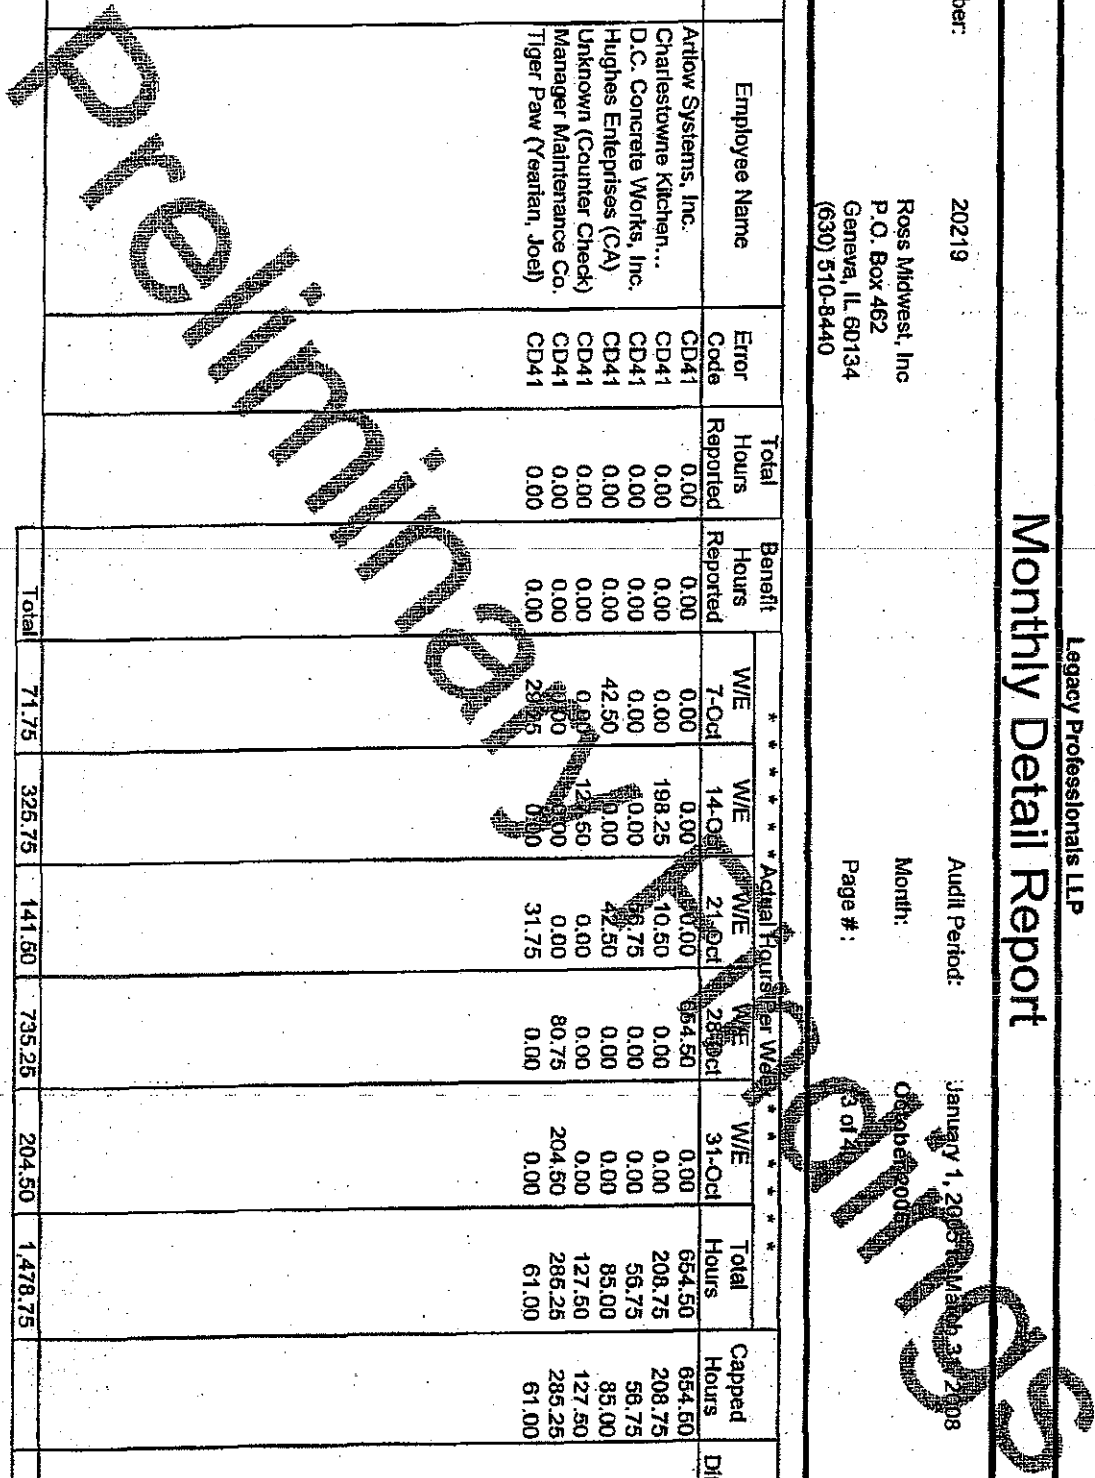 Legacy Professionals LLP
Monthly Detail Report
ber: 20219 Audit Period: January 1, 2005 to March 31, 2008
Ross Midwest, Inc Month: October
P.O. Box 462
Geneva, IL 60134 Page #: of
(630) 510-8440
Total Benefit * * * * * Actual Hours Per Week * * * * *
Employee Name Error Hours Hours W/E W/E W/E W/E W/E Total Capped
Code Reported Reported 7-Oct 14-Oct 21-Oct 28-Oct 31-Oct Hours Hours Di
Artlow Systems, Inc. CD41 0.00 0.00 0.00 0.00 0.00 654.50 0.00 654.50 654.50
Charlestowne Kitchen... CD41 0.00 0.00 0.00 198.25 10.50 0.00 0.00 208.75 208.75
D.C. Concrete Works, Inc. CD41 0.00 0.00 0.00 0.00 56.75 0.00 0.00 56.75 56.75
Hughes Enteprises (CA) CD41 0.00 0.00 42.50 0.00 42.50 0.00 0.00 85.00 85.00
Unknown (Counter Check) CD41 0.00 0.00 0.00 127.50 0.00 0.00 0.00 127.50 127.50
Manager Maintenance Co. CD41 0.00 0.00 0.00 0.00 0.00 80.75 204.50 285.25 285.25
Tiger Paw (Yearian, Joel) CD41 0.00 0.00 29.25 0.00 31.75 0.00 0.00 61.00 61.00
Total 71.75 325.75 141.50 735.25 204.50 1,478.75
Preliminary Findings